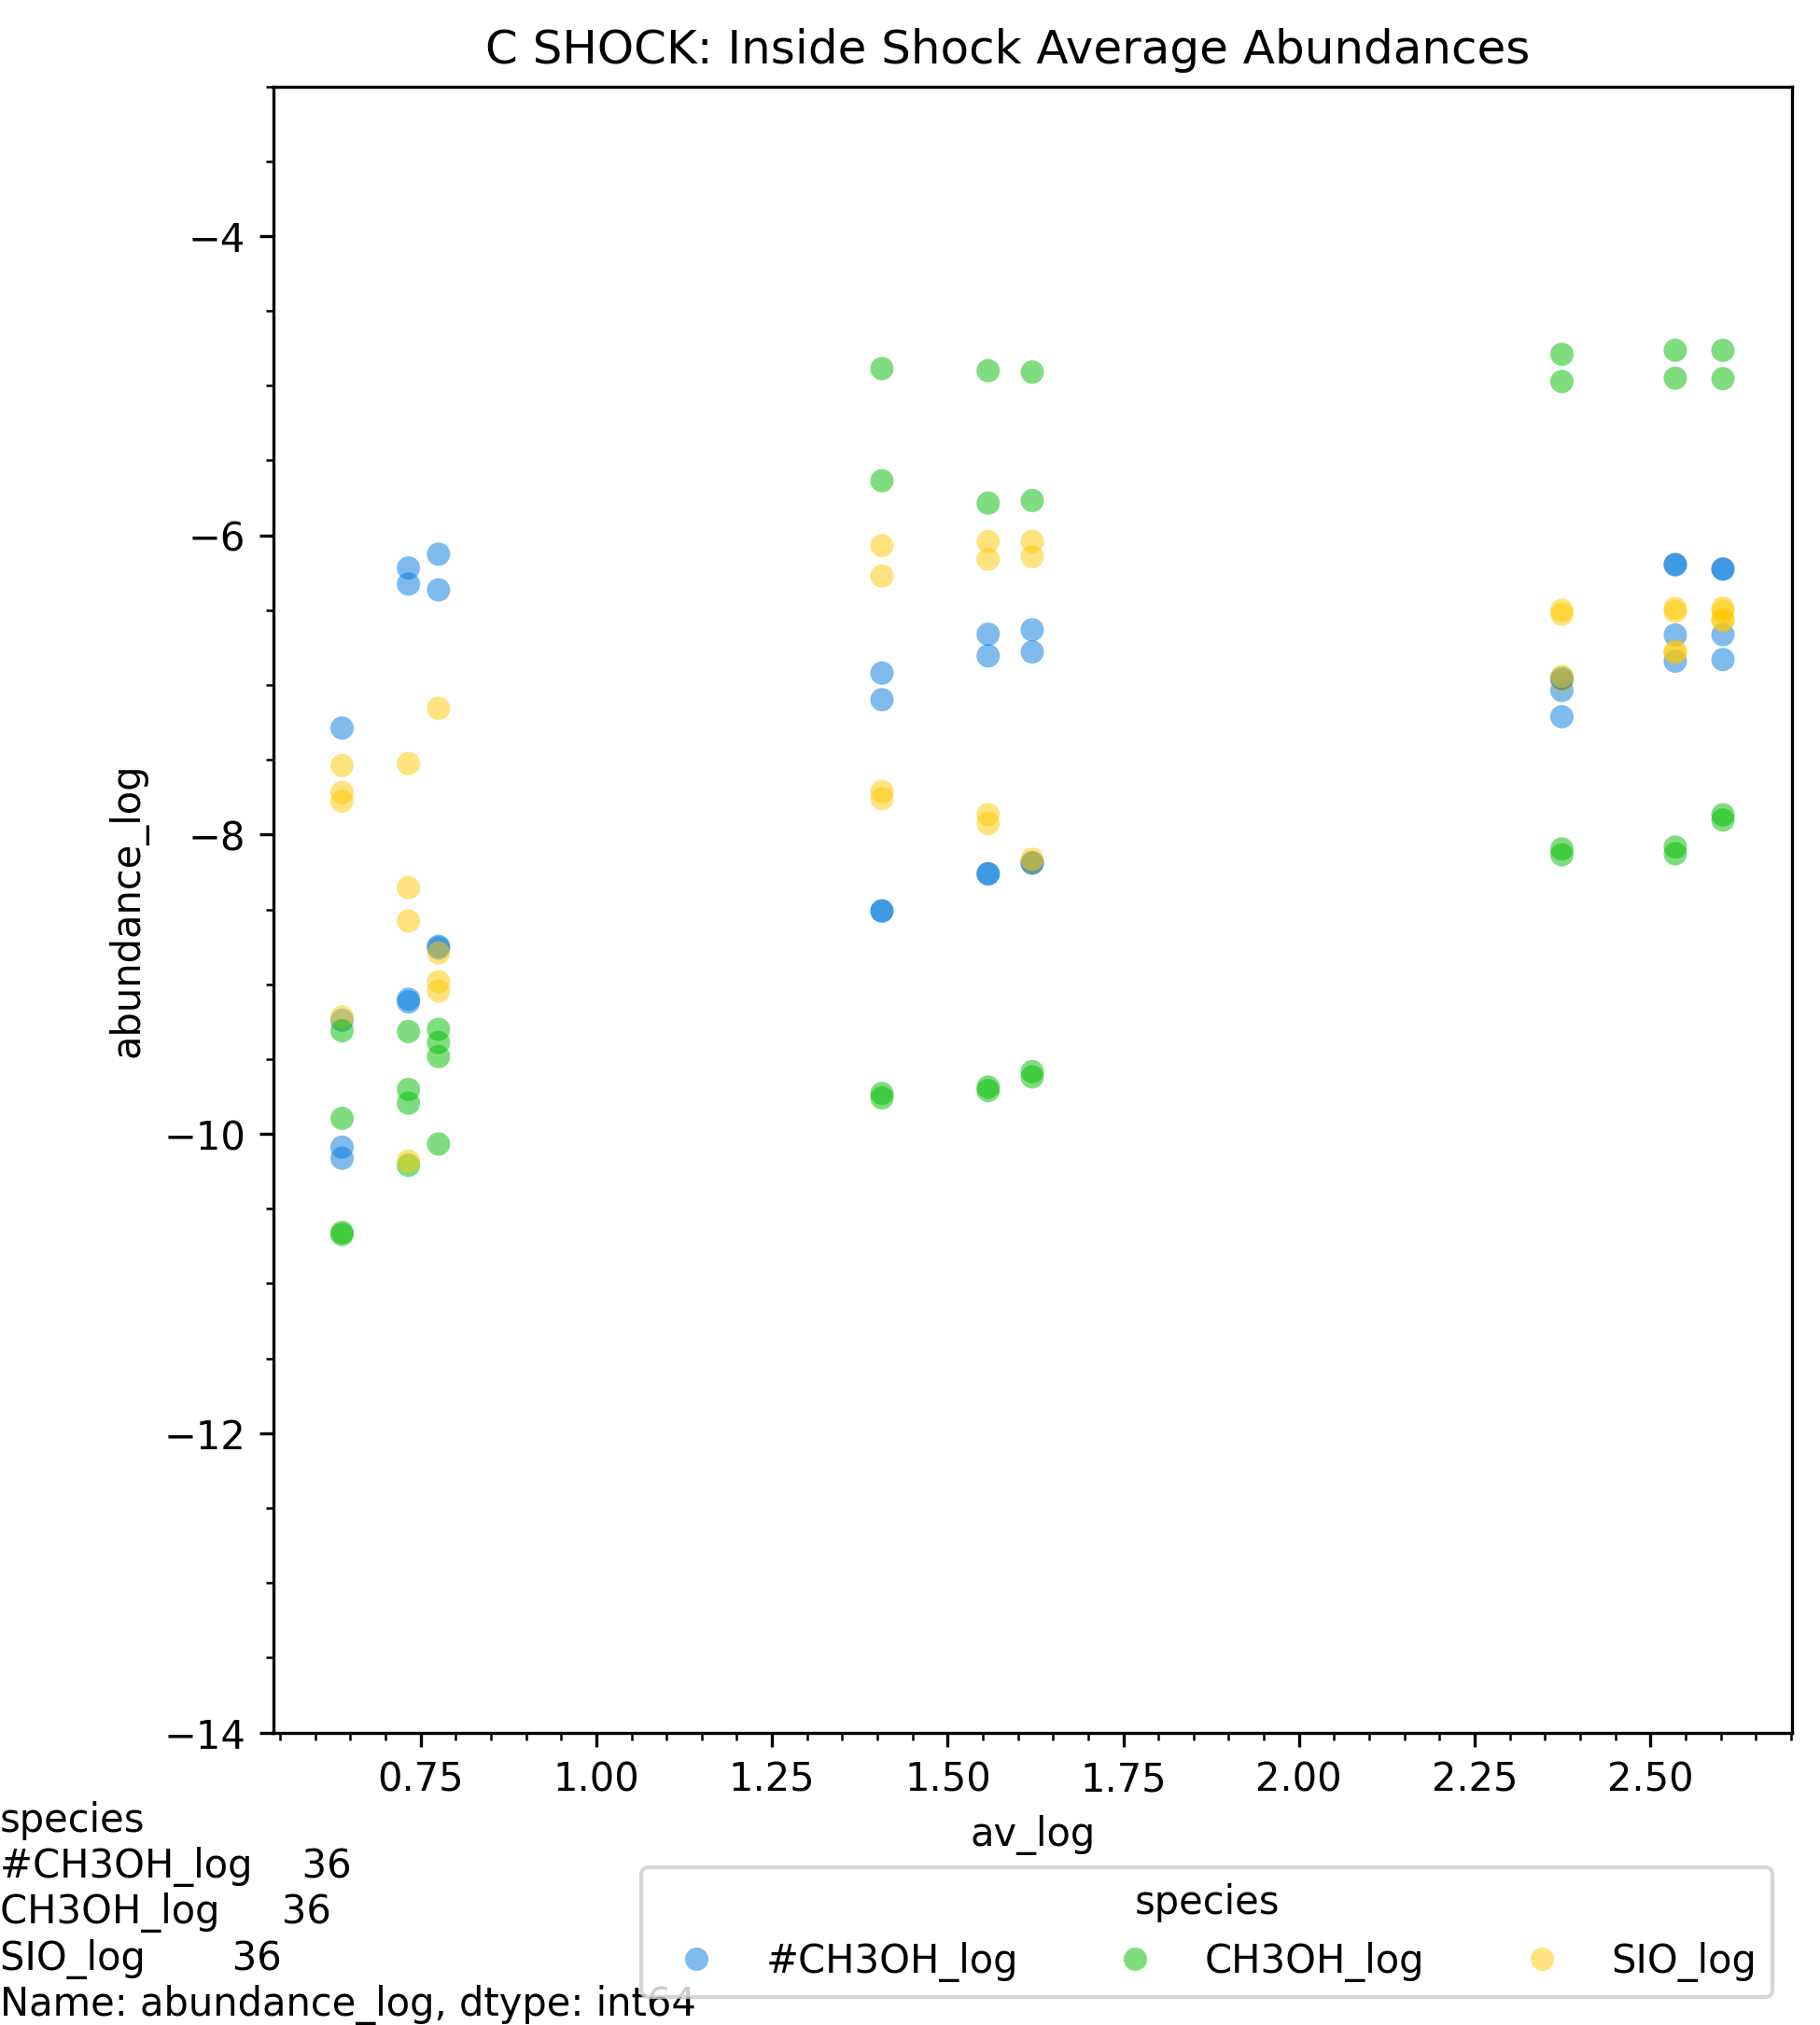 C SHOCK: Inside Shock Average Abundances
−4
−6
−8
−10
−12
−14
abundance_log
0.75 1.00 1.25 1.50 1.75 2.00 2.25 2.50
av_log
species
#CH3OH_log 36
CH3OH_log 36
SIO_log 36
Name: abundance_log, dtype: int64
species
#CH3OH_log CH3OH_log SIO_log